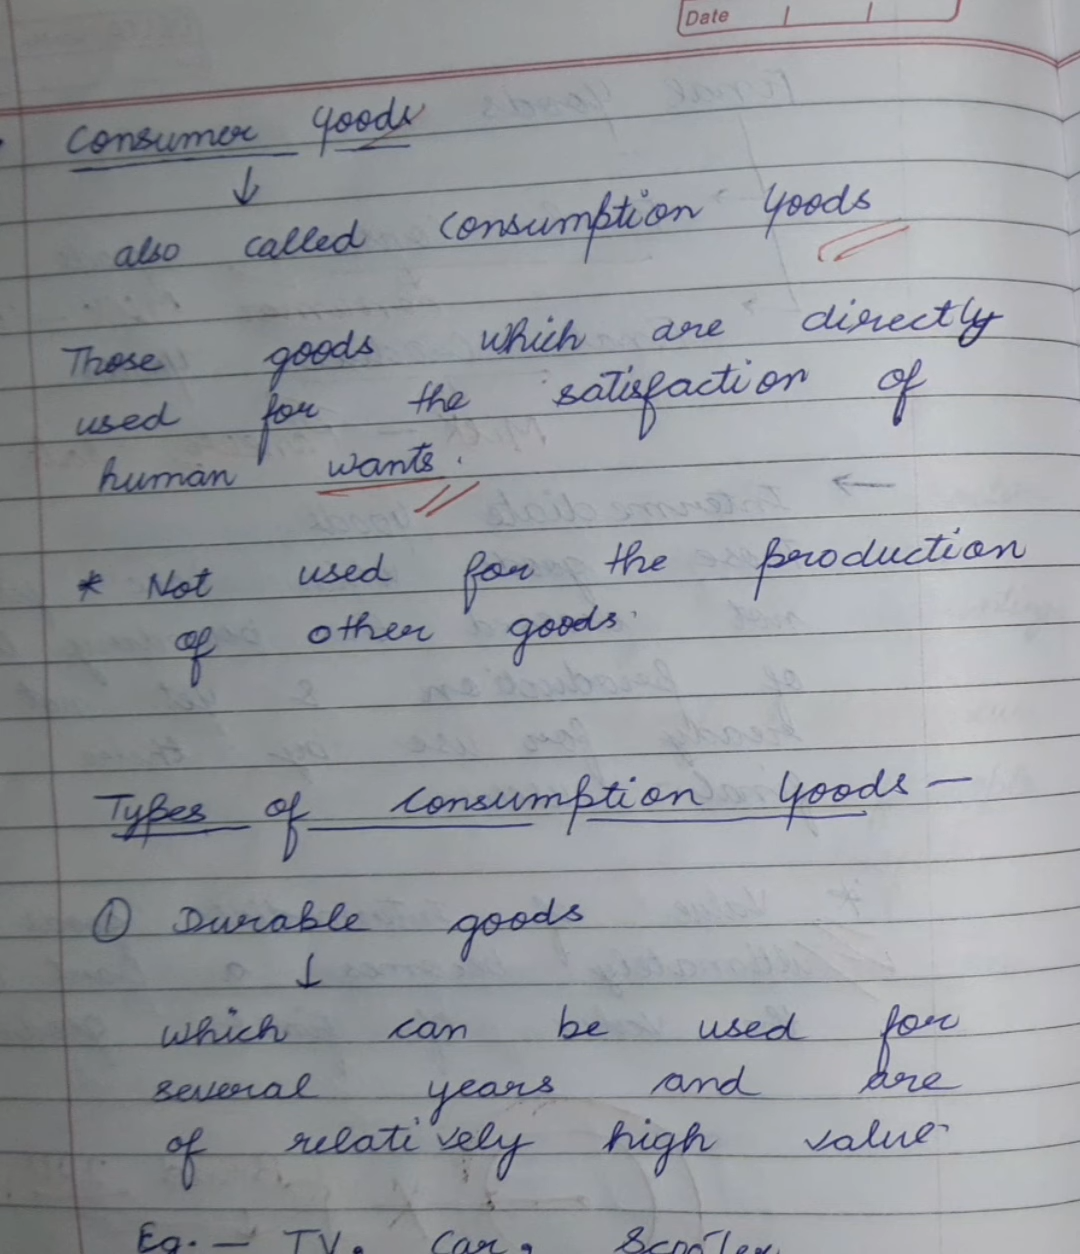 Date
Consumer Goods
↓
also called Consumption Goods
Those goods which are directly
used for the satisfaction of
human wants.
* Not used for the production
of other goods.
Types of Consumption Goods —
① Durable goods
↓
which can be used for
several years and are
of relatively high value.
Eg. — TV, Car, Scooter